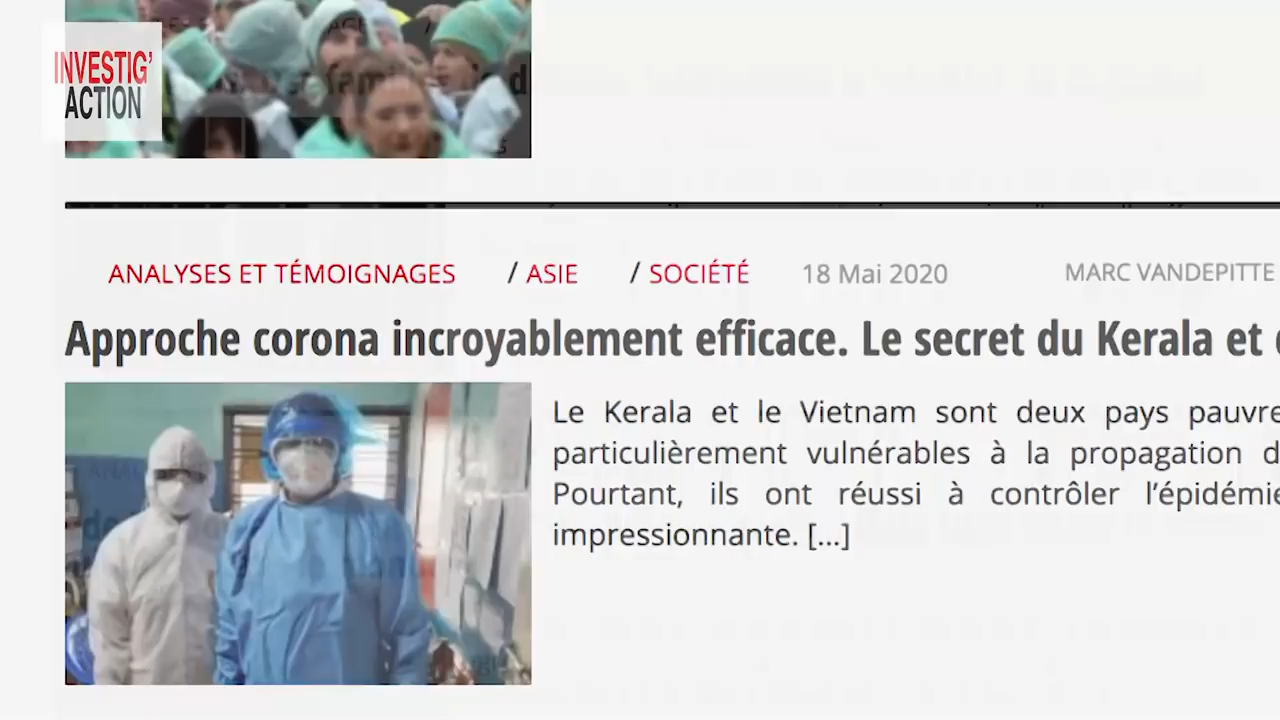 INVESTIG'
ACTION
ANALYSES ET TÉMOIGNAGES / ASIE / SOCIÉTÉ 18 Mai 2020 MARC VANDEPITTE
Approche corona incroyablement efficace. Le secret du Kerala et
Le Kerala et le Vietnam sont deux pays pauvre
particulièrement vulnérables à la propagation d
Pourtant, ils ont réussi à contrôler l'épidémie
impressionnante. [...]